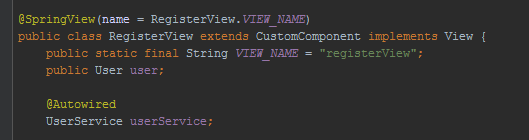 @SpringView(name = RegisterView.VIEW_NAME)
public class RegisterView extends CustomComponent implements View {
public static final String VIEW_NAME = "registerView";
public User user;
@Autowired
UserService userService;